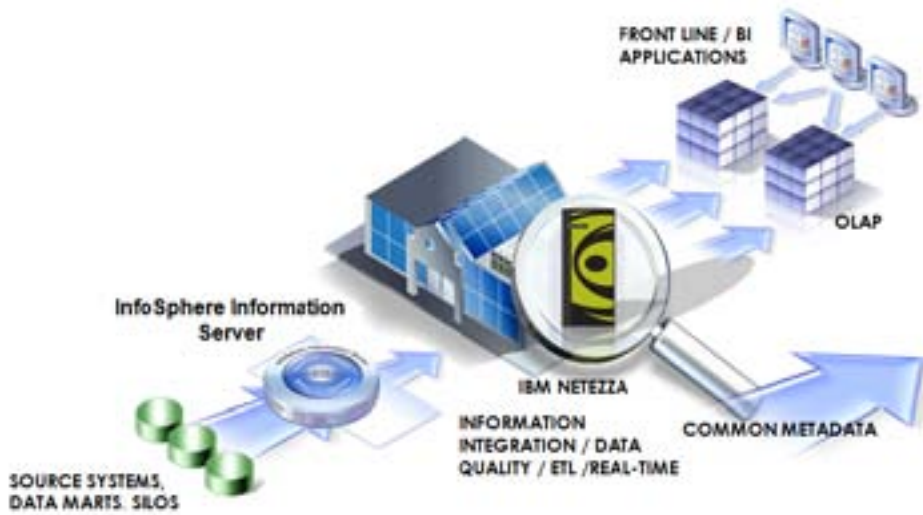 FRONT LINE / BI
APPLICATIONS
OLAP
InfoSphere Information
Server
IBM NETEZZA
INFORMATION
INTEGRATION / DATA
QUALITY / ETL /REAL-TIME
COMMON METADATA
SOURCE SYSTEMS,
DATA MARTS. SILOS